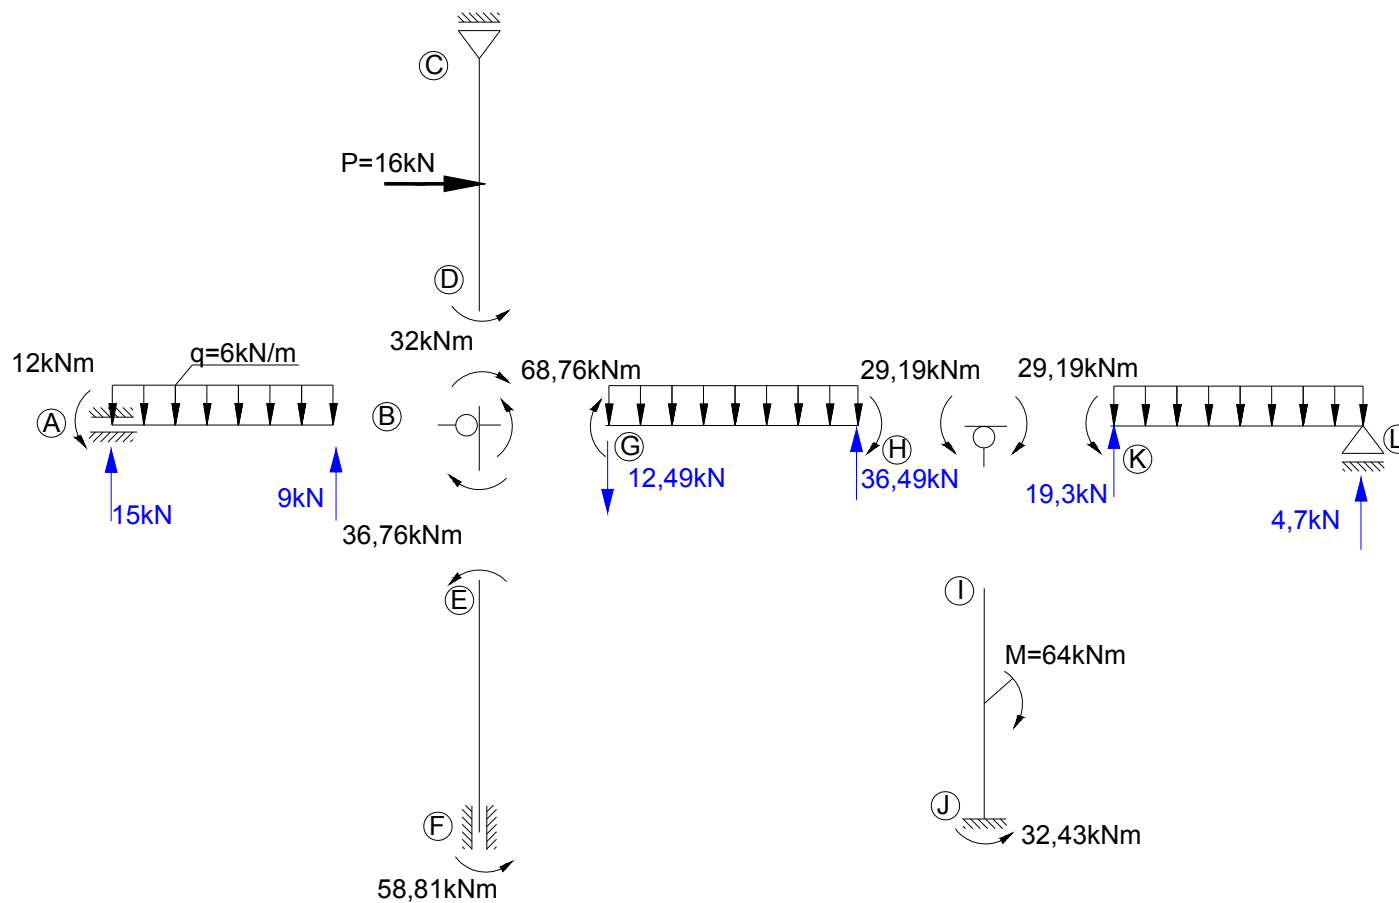 C
P=16kN
D
32kNm
12kNm
q=6kN/m
68,76kNm
29,19kNm
29,19kNm
A
B
G
H
K
L
12,49kN
36,49kN
19,3kN
4,7kN
15kN
9kN
36,76kNm
E
I
M=64kNm
F
J
32,43kNm
58,81kNm